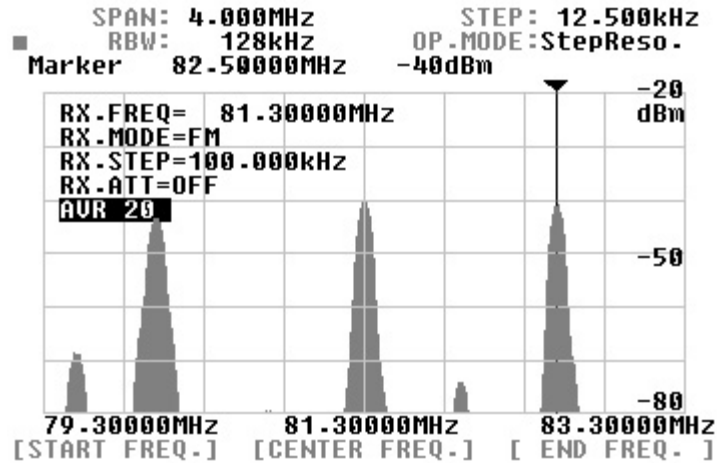 SPAN: 4.000MHz STEP: 12.500kHz
RBW: 128kHz OP.MODE:StepReso.
Marker 82.50000MHz -40dBm
-20
RX.FREQ= 81.30000MHz dBm
RX.MODE=FM
RX.STEP=100.000kHz
RX.ATT=OFF
AVR 20
-50
-80
79.30000MHz 81.30000MHz 83.30000MHz
[START FREQ.] [CENTER FREQ.] [ END FREQ. ]